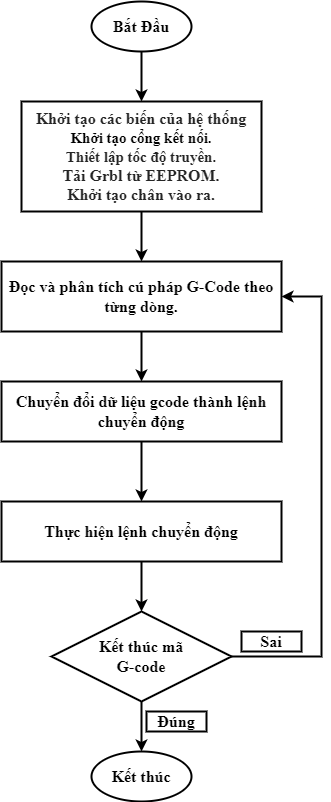 Bắt Đầu
Khởi tạo các biến của hệ thống
Khởi tạo cổng kết nối.
Thiết lập tốc độ truyền.
Tải Grbl từ EEPROM.
Khởi tạo chân vào ra.
Đọc và phân tích cú pháp G-Code theo
từng dòng.
Chuyển đổi dữ liệu gcode thành lệnh
chuyển động
Thực hiện lệnh chuyển động
Kết thúc mã
G-code
Sai
Đúng
Kết thúc